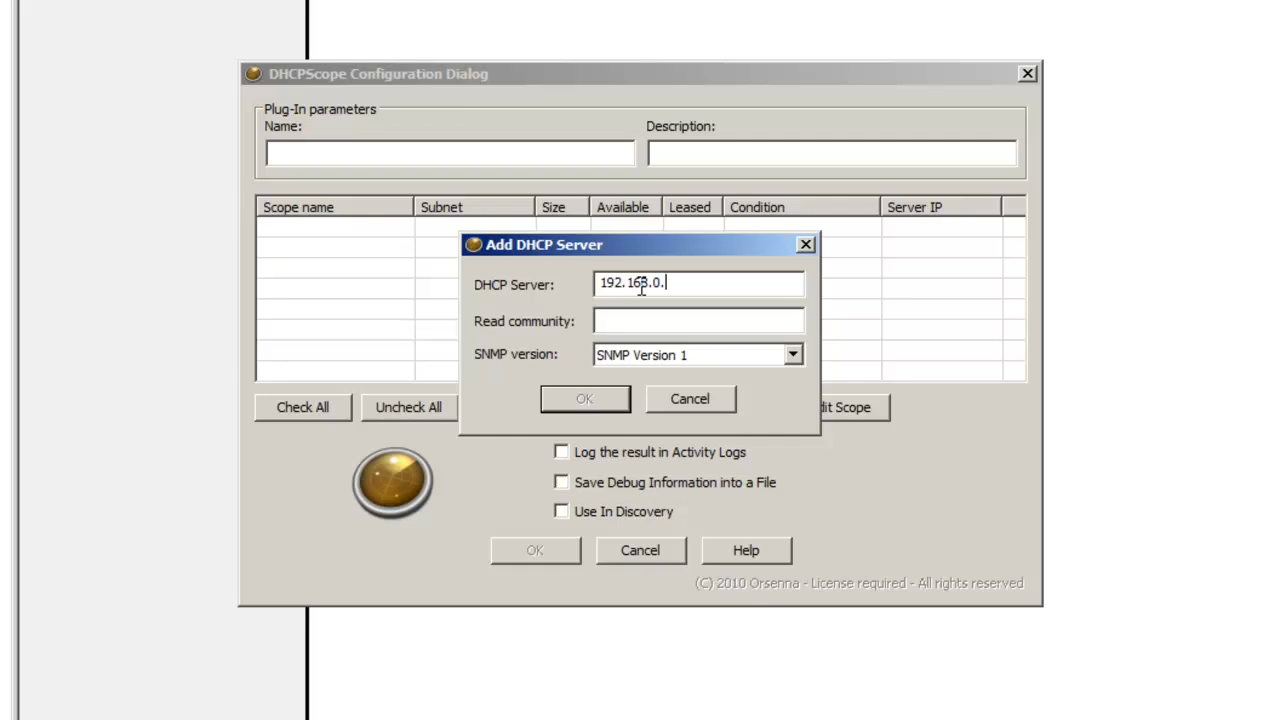 DHCPScope Configuration Dialog
Plug-In parameters
Name: Description:
Scope name Subnet Size Available Leased Condition Server IP
Add DHCP Server
DHCP Server: 192.168.0.
Read community:
SNMP version: SNMP Version 1
OK Cancel
Check All Uncheck All dit Scope
Log the result in Activity Logs
Save Debug Information into a File
Use In Discovery
OK Cancel Help
(C) 2010 Orsenna - License required - All rights reserved